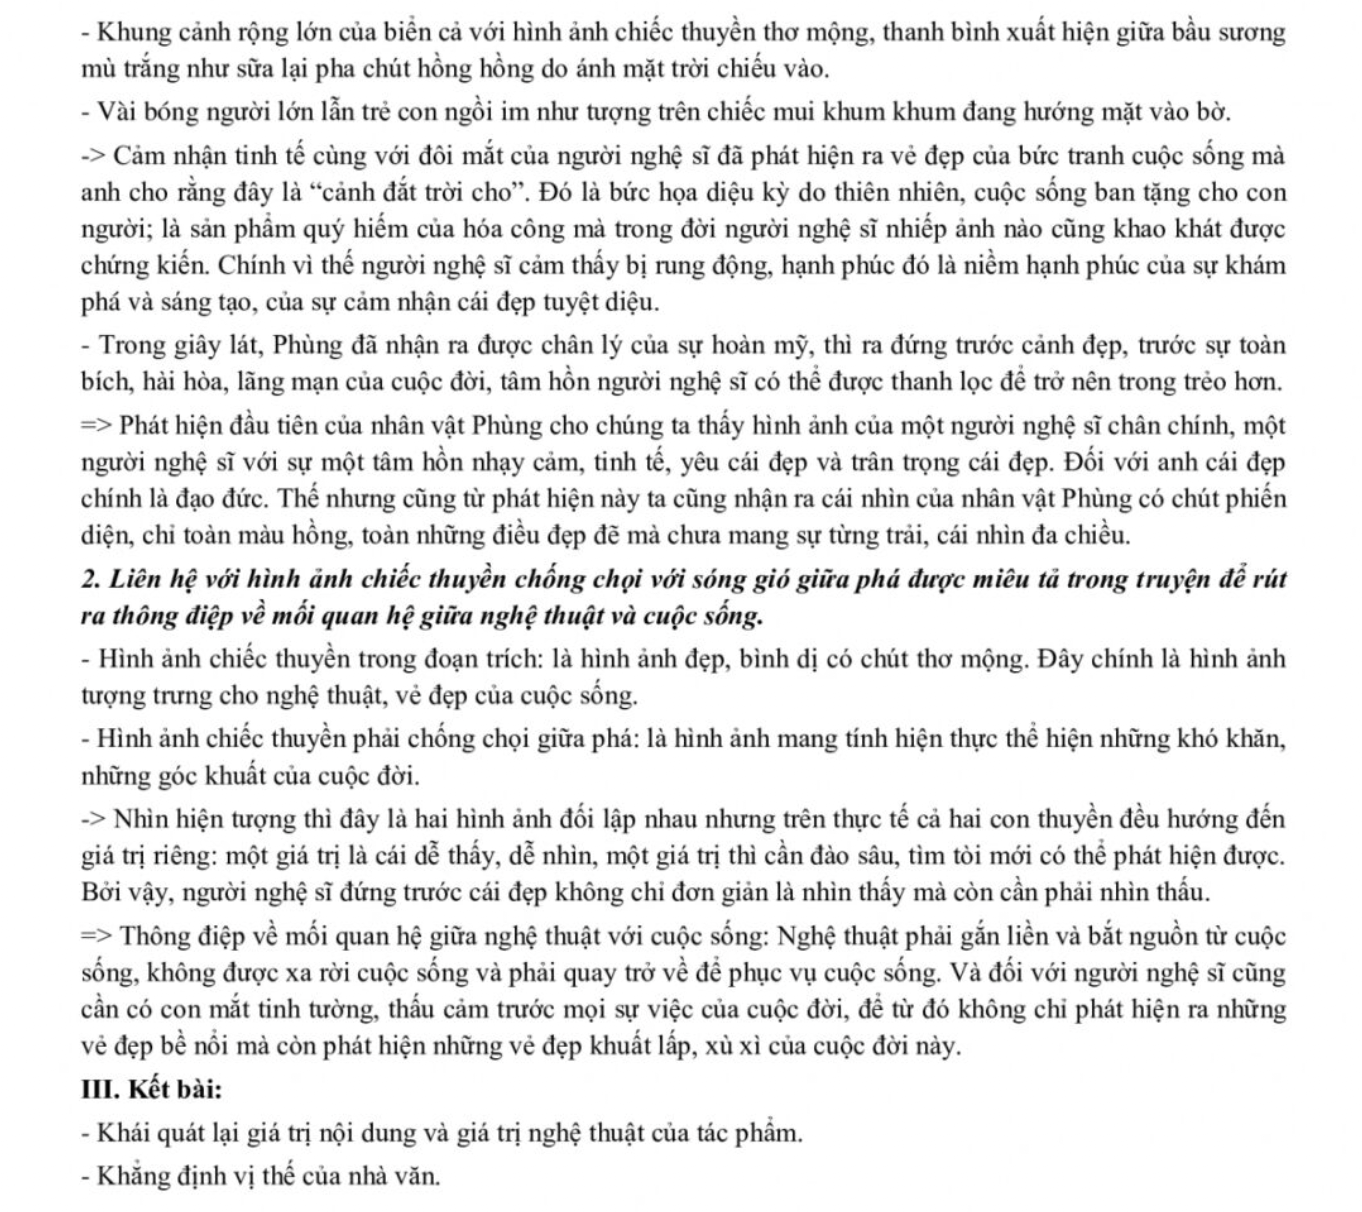 - Khung cảnh rộng lớn của biển cả với hình ảnh chiếc thuyền thơ mộng, thanh bình xuất hiện giữa bầu sương
mù trắng như sữa lại pha chút hồng hồng do ánh mặt trời chiếu vào.
- Vài bóng người lớn lẫn trẻ con ngồi im như tượng trên chiếc mui khum khum đang hướng mặt vào bờ.
-> Cảm nhận tinh tế cùng với đôi mắt của người nghệ sĩ đã phát hiện ra vẻ đẹp của bức tranh cuộc sống mà
anh cho rằng đây là “cảnh đắt trời cho”. Đó là bức họa diệu kỳ do thiên nhiên, cuộc sống ban tặng cho con
người; là sản phẩm quý hiếm của hóa công mà trong đời người nghệ sĩ nhiếp ảnh nào cũng khao khát được
chứng kiến. Chính vì thế người nghệ sĩ cảm thấy bị rung động, hạnh phúc đó là niềm hạnh phúc của sự khám
phá và sáng tạo, của sự cảm nhận cái đẹp tuyệt diệu.
- Trong giây lát, Phùng đã nhận ra được chân lý của sự hoàn mỹ, thì ra đứng trước cảnh đẹp, trước sự toàn
bích, hài hòa, lãng mạn của cuộc đời, tâm hồn người nghệ sĩ có thể được thanh lọc để trở nên trong trẻo hơn.
=> Phát hiện đầu tiên của nhân vật Phùng cho chúng ta thấy hình ảnh của một người nghệ sĩ chân chính, một
người nghệ sĩ với sự một tâm hồn nhạy cảm, tinh tế, yêu cái đẹp và trân trọng cái đẹp. Đối với anh cái đẹp
chính là đạo đức. Thế nhưng cũng từ phát hiện này ta cũng nhận ra cái nhìn của nhân vật Phùng có chút phiến
diện, chỉ toàn màu hồng, toàn những điều đẹp đẽ mà chưa mang sự từng trải, cái nhìn đa chiều.
2. Liên hệ với hình ảnh chiếc thuyền chống chọi với sóng gió giữa phá được miêu tả trong truyện để rút
ra thông điệp về mối quan hệ giữa nghệ thuật và cuộc sống.
- Hình ảnh chiếc thuyền trong đoạn trích: là hình ảnh đẹp, bình dị có chút thơ mộng. Đây chính là hình ảnh
tượng trưng cho nghệ thuật, vẻ đẹp của cuộc sống.
- Hình ảnh chiếc thuyền phải chống chọi giữa phá: là hình ảnh mang tính hiện thực thể hiện những khó khăn,
những góc khuất của cuộc đời.
-> Nhìn hiện tượng thì đây là hai hình ảnh đối lập nhau nhưng trên thực tế cả hai con thuyền đều hướng đến
giá trị riêng: một giá trị là cái dễ thấy, dễ nhìn, một giá trị thì cần đào sâu, tìm tòi mới có thể phát hiện được.
Bởi vậy, người nghệ sĩ đứng trước cái đẹp không chỉ đơn giản là nhìn thấy mà còn cần phải nhìn thấu.
=> Thông điệp về mối quan hệ giữa nghệ thuật với cuộc sống: Nghệ thuật phải gắn liền và bắt nguồn từ cuộc
sống, không được xa rời cuộc sống và phải quay trở về để phục vụ cuộc sống. Và đối với người nghệ sĩ cũng
cần có con mắt tinh tường, thấu cảm trước mọi sự việc của cuộc đời, để từ đó không chỉ phát hiện ra những
vẻ đẹp bề nổi mà còn phát hiện những vẻ đẹp khuất lấp, xù xì của cuộc đời này.
III. Kết bài:
- Khái quát lại giá trị nội dung và giá trị nghệ thuật của tác phẩm.
- Khẳng định vị thế của nhà văn.